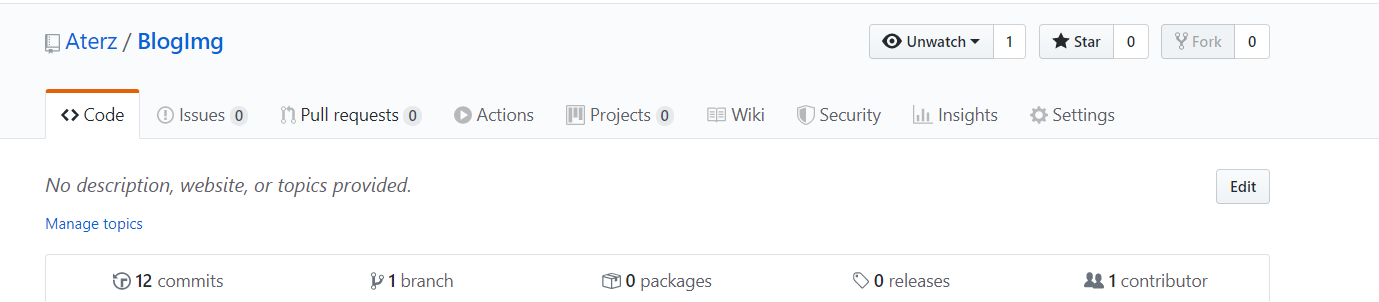 Aterz / BlogImg Unwatch 1 Star 0 Fork 0
Code Issues 0 Pull requests 0 Actions Projects 0 Wiki Security Insights Settings
No description, website, or topics provided. Edit
Manage topics
12 commits 1 branch 0 packages 0 releases 1 contributor